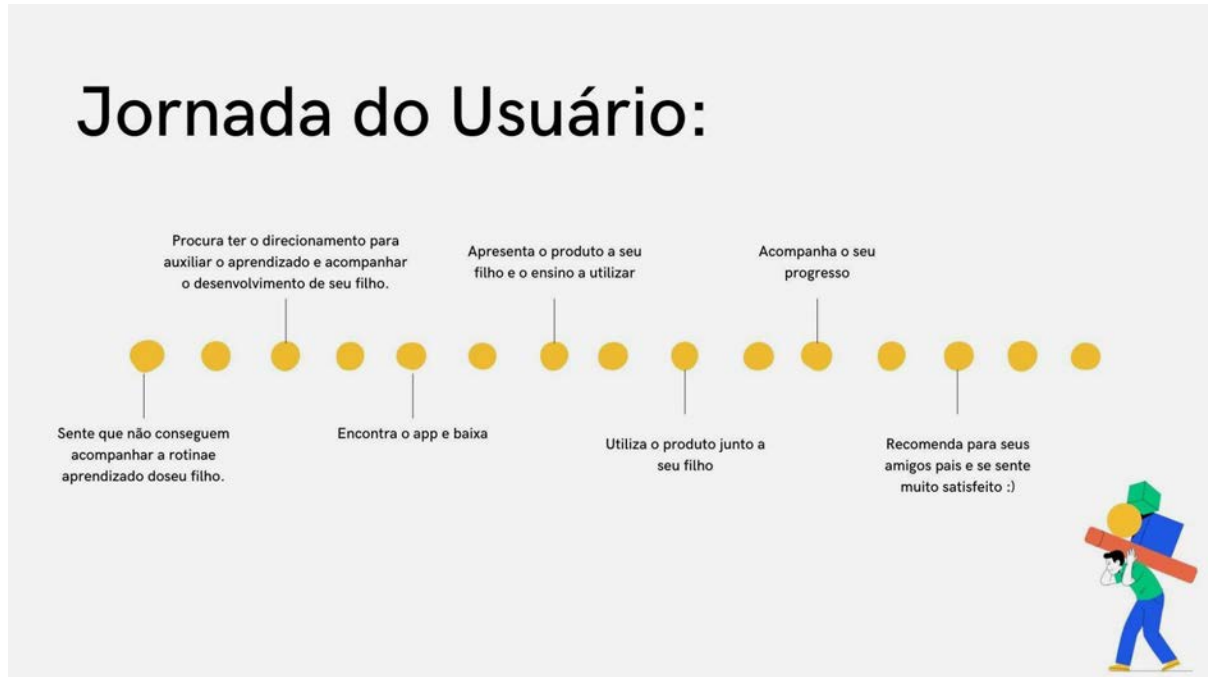 Jornada do Usuário:
Procura ter o direcionamento para
auxiliar o aprendizado e acompanhar
o desenvolvimento de seu filho.
Apresenta o produto a seu
filho e o ensino a utilizar
Acompanha o seu
progresso
Sente que não conseguem
acompanhar a rotinae
aprendizado doseu filho.
Encontra o app e baixa
Utiliza o produto junto a
seu filho
Recomenda para seus
amigos pais e se sente
muito satisfeito :)